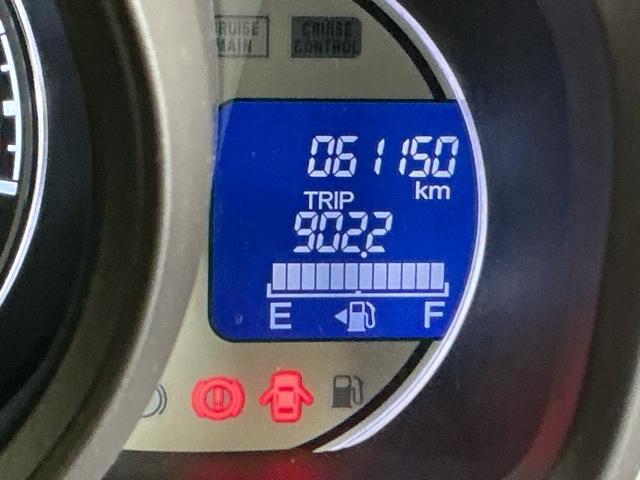 CRUISE MAIN
CRUISE CONTROL
061150
km
TRIP
902.2
E F